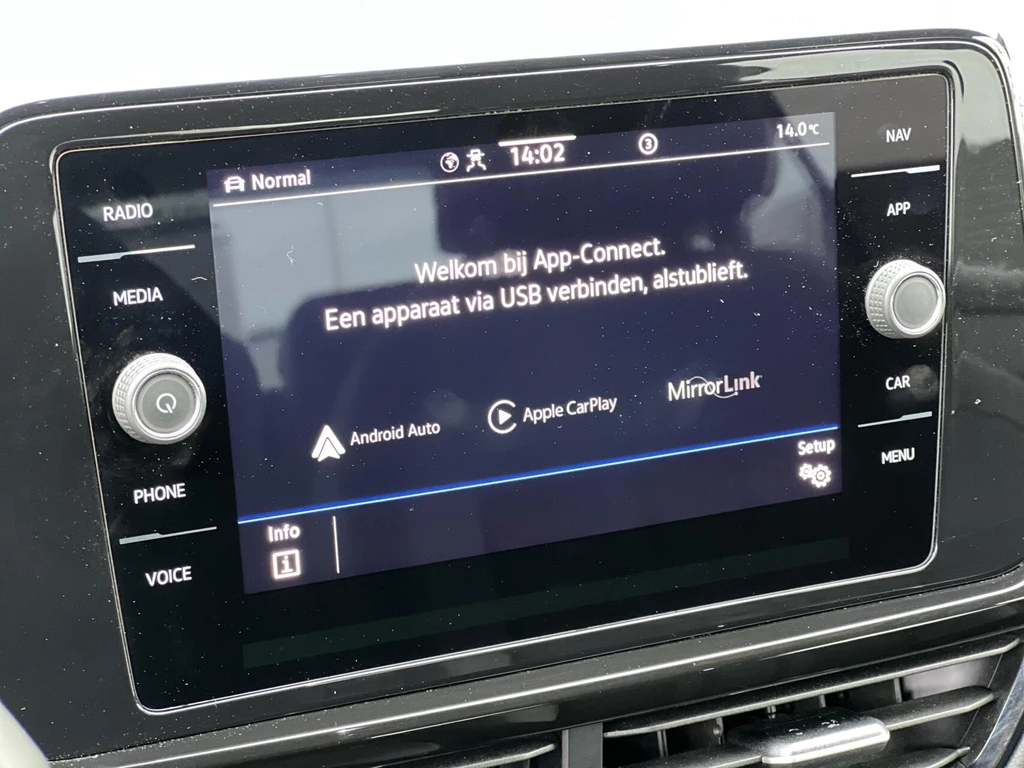 RADIO
MEDIA
PHONE
VOICE
Normal
14:02
3
14.0°C
Welkom bij App-Connect.
Een apparaat via USB verbinden, alstublieft.
Android Auto
Apple CarPlay
MirrorLink
Info
i
Setup
NAV
APP
CAR
MENU